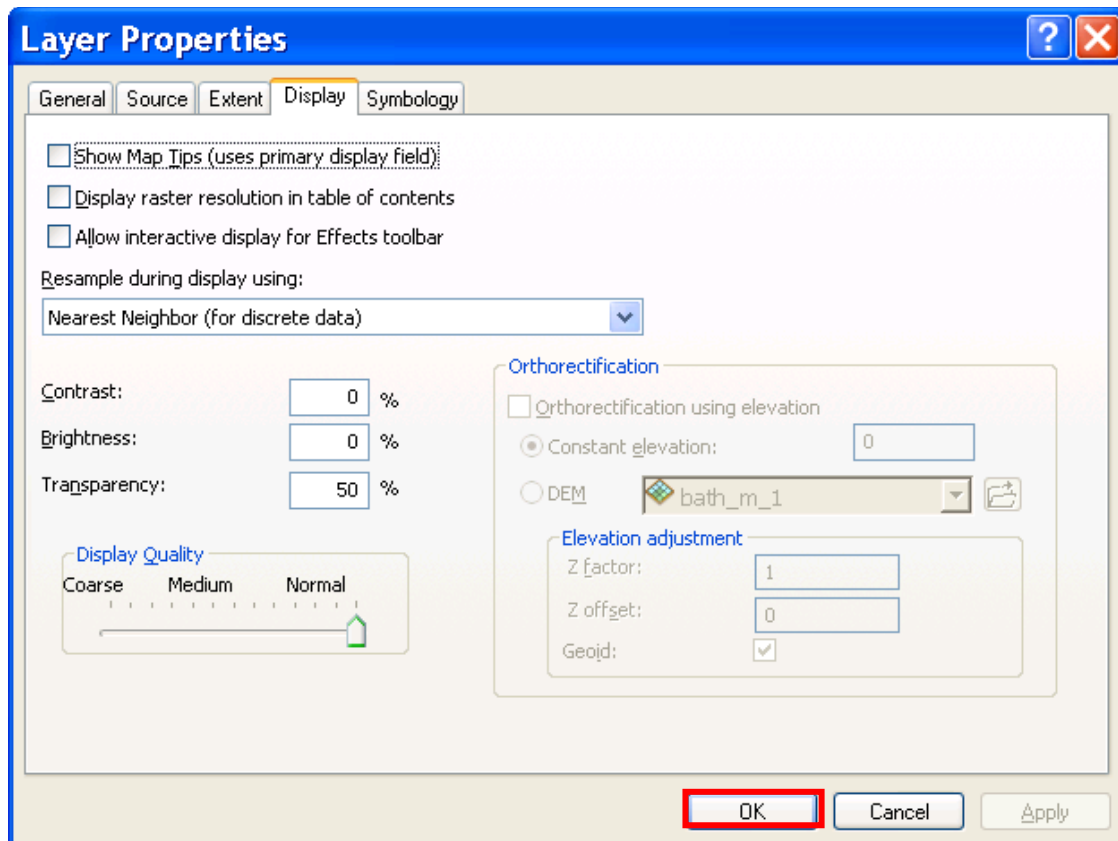 Layer Properties
General Source Extent Display Symbology
Show Map Tips (uses primary display field)
Display raster resolution in table of contents
Allow interactive display for Effects toolbar
Resample during display using:
Nearest Neighbor (for discrete data)
Contrast: 0 %
Brightness: 0 %
Transparency: 50 %
Display Quality
Coarse Medium Normal
Orthorectification
Orthorectification using elevation
Constant elevation: 0
DEM bath_m_1
Elevation adjustment
Z factor: 1
Z offset: 0
Geoid:
OK Cancel Apply